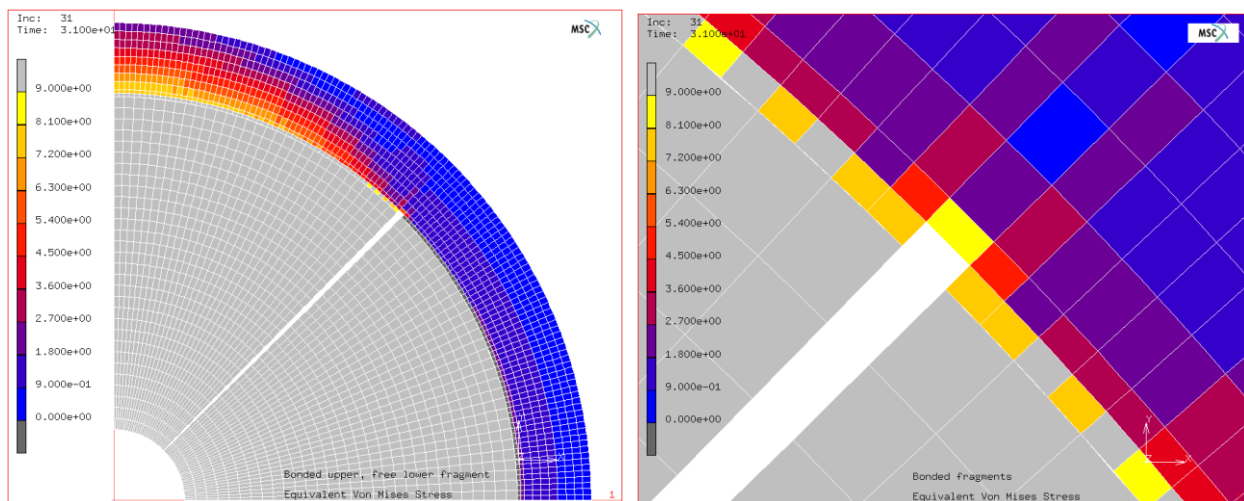 Inc: 31
Time: 3.100e+01
MSC
9.000e+00
8.100e+00
7.200e+00
6.300e+00
5.400e+00
4.500e+00
3.600e+00
2.700e+00
1.800e+00
9.000e-01
0.000e+00
Bonded upper, free lower fragment
Equivalent Von Mises Stress
1
Inc: 31
Time: 3.100e+01
MSC
9.000e+00
8.100e+00
7.200e+00
6.300e+00
5.400e+00
4.500e+00
3.600e+00
2.700e+00
1.800e+00
9.000e-01
0.000e+00
Y
Z
X
Bonded fragments
Equivalent Von Mises Stress